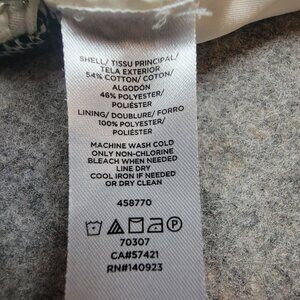 SHELL/ TISSU PRINCIPAL/
TELA EXTERIOR
54% COTTON/ COTON/
ALGODÓN
46% POLYESTER/
POLIÉSTER
LINING/ DOUBLURE/ FORRO
100% POLYESTER/
POLIÉSTER
MACHINE WASH COLD
ONLY NON-CHLORINE
BLEACH WHEN NEEDED
LINE DRY
COOL IRON IF NEEDED
OR DRY CLEAN
458770
P
70307
CA#57421
RN#140923